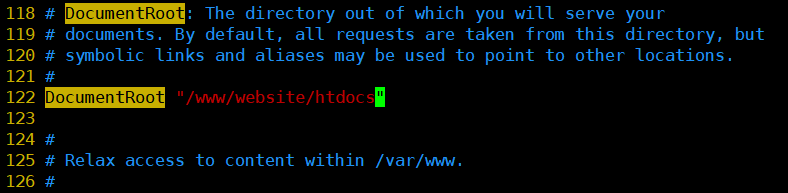 118 # DocumentRoot: The directory out of which you will serve your
119 # documents. By default, all requests are taken from this directory, but
120 # symbolic links and aliases may be used to point to other locations.
121 #
122 DocumentRoot "/www/website/htdocs"
123
124 #
125 # Relax access to content within /var/www.
126 #